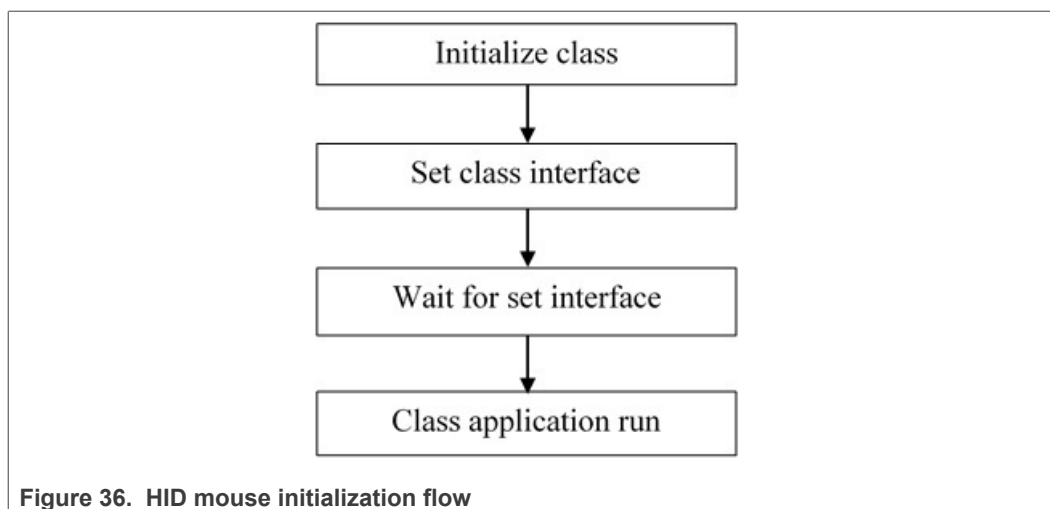 Initialize class
Set class interface
Wait for set interface
Class application run
Figure 36. HID mouse initialization flow